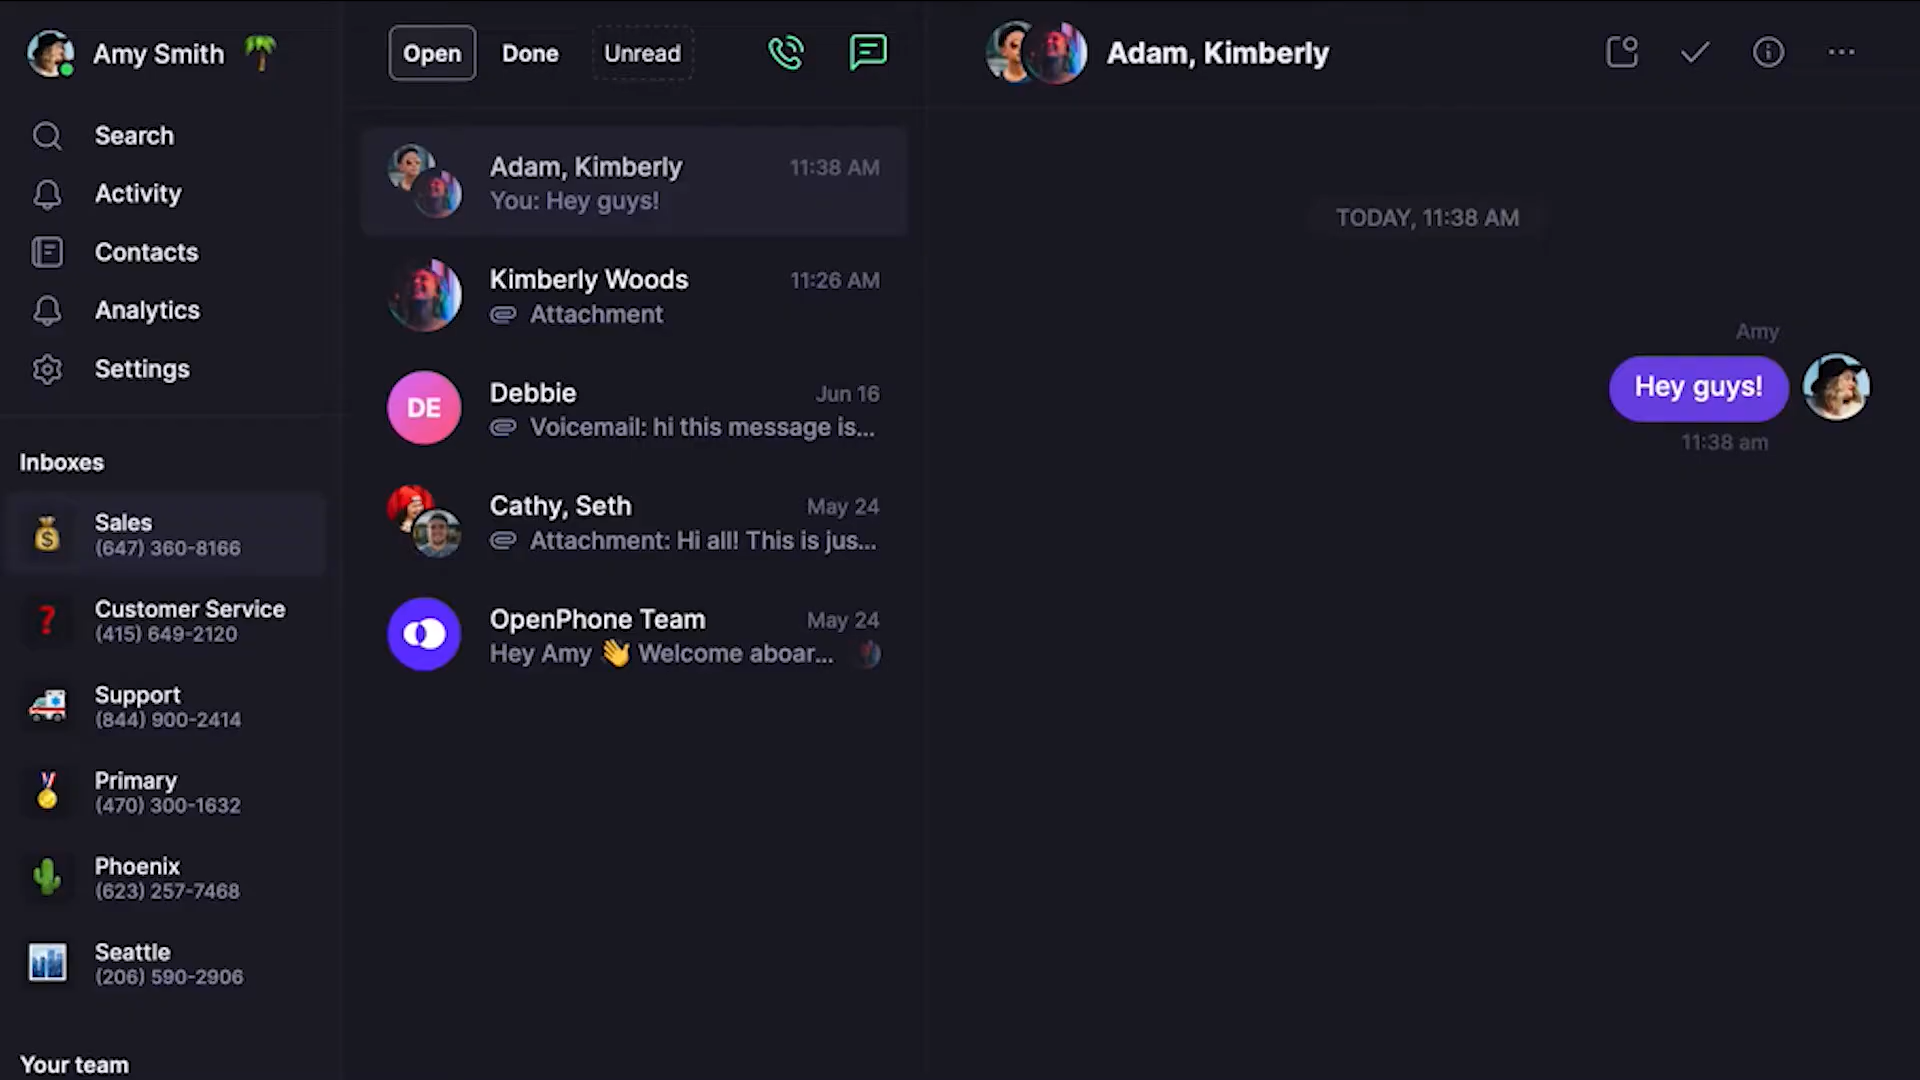 Amy Smith
Search
Activity
Contacts
Analytics
Settings
Inboxes
Sales
(647) 360-8166
Customer Service
(415) 649-2120
Support
(844) 900-2414
Primary
(470) 300-1632
Phoenix
(623) 257-7468
Seattle
(206) 590-2906
Your team
Open Done Unread
Adam, Kimberly 11:38 AM
You: Hey guys!
Kimberly Woods 11:26 AM
Attachment
DE
Debbie Jun 16
Voicemail: hi this message is...
Cathy, Seth May 24
Attachment: Hi all! This is jus...
OpenPhone Team May 24
Hey Amy 👋 Welcome aboar...
Adam, Kimberly
TODAY, 11:38 AM
Amy
Hey guys!
11:38 am